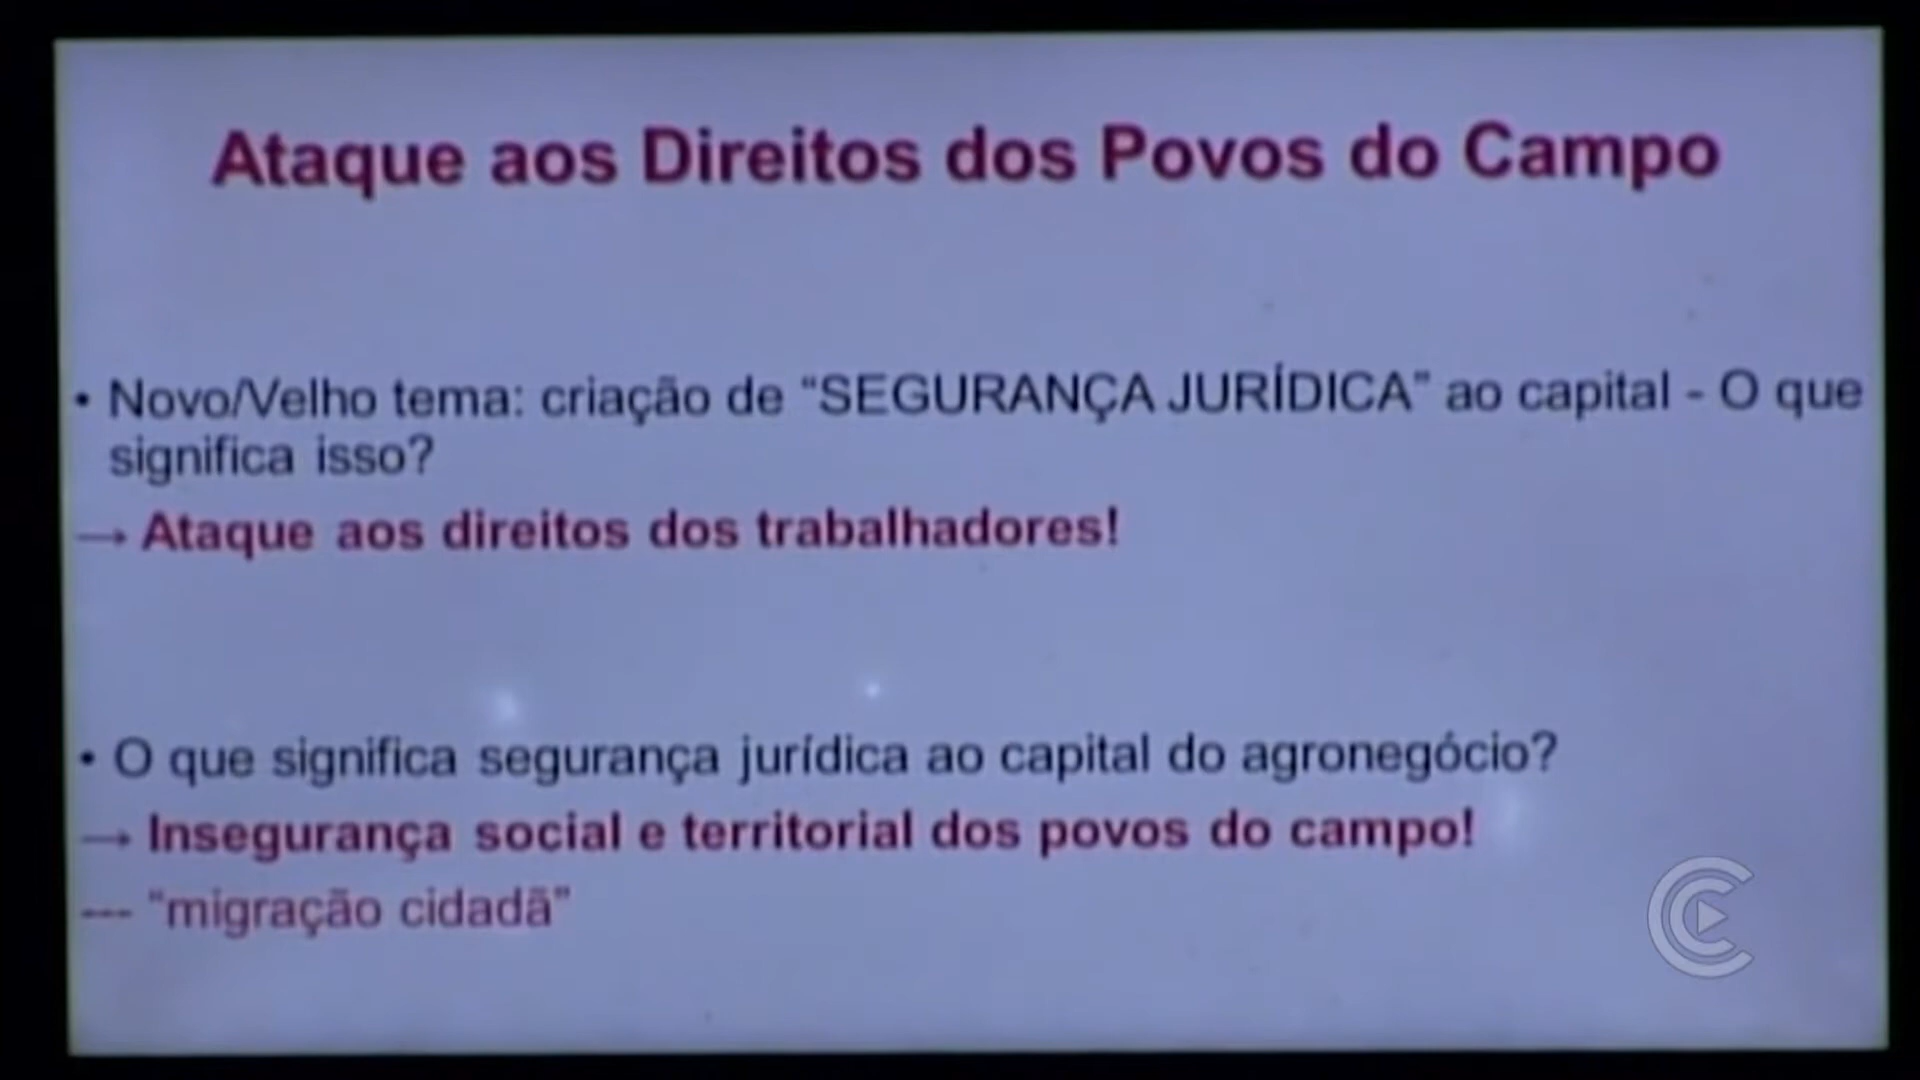 Ataque aos Direitos dos Povos do Campo
• Novo/Velho tema: criação de “SEGURANÇA JURÍDICA” ao capital - O que
significa isso?
→ Ataque aos direitos dos trabalhadores!
• O que significa segurança jurídica ao capital do agronegócio?
→ Insegurança social e territorial dos povos do campo!
--- “migração cidadã”